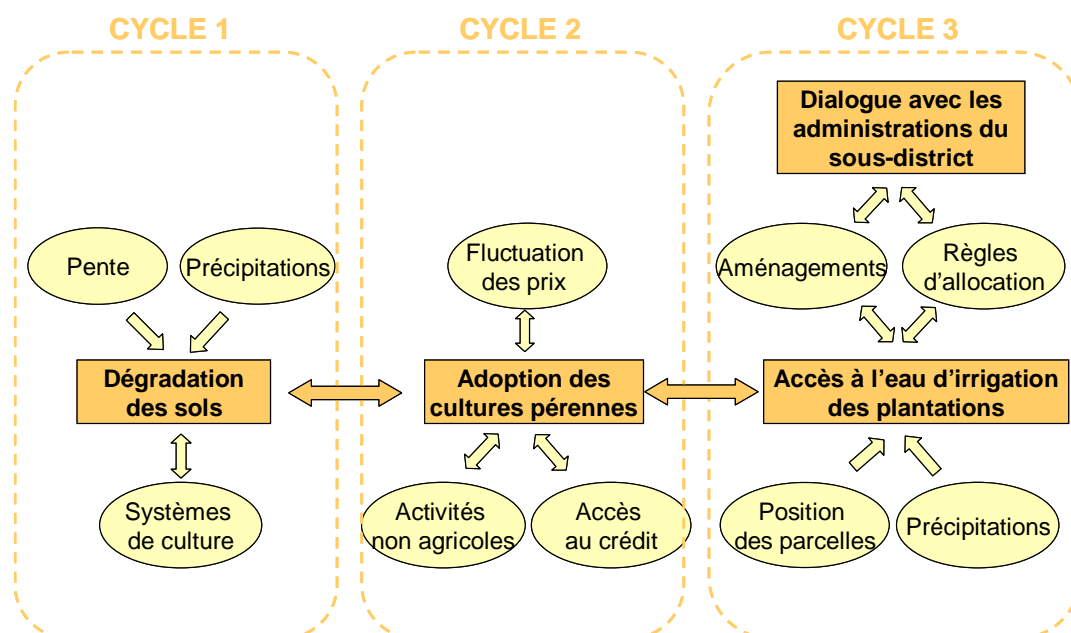 CYCLE 1
CYCLE 2
CYCLE 3
Dialogue avec les
administrations du
sous-district
Pente
Précipitations
Fluctuation
des prix
Aménagements
Règles
d'allocation
Dégradation
des sols
Adoption des
cultures pérennes
Accès à l'eau d'irrigation
des plantations
Systèmes
de culture
Activités
non agricoles
Accès
au crédit
Position
des parcelles
Précipitations